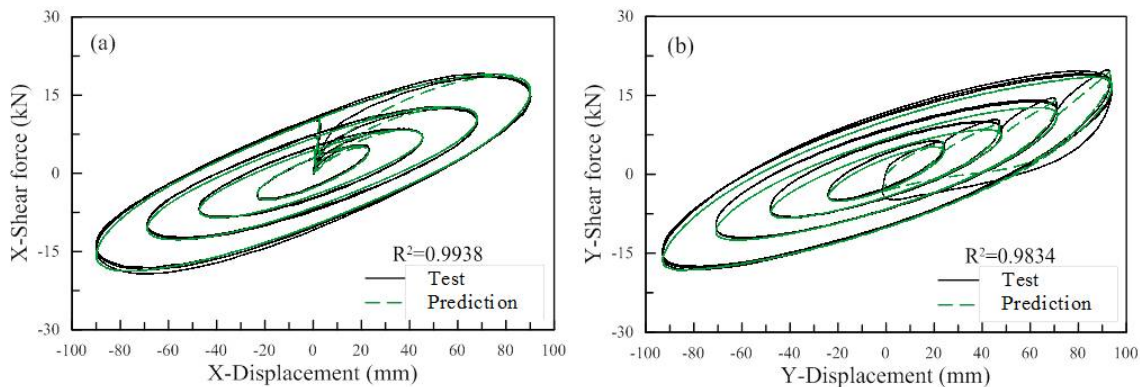 (a)
30
15
0
-15
-30
X-Shear force (kN)
R²=0.9938
Test
Prediction
-100 -80 -60 -40 -20 0 20 40 60 80 100
X-Displacement (mm)
(b)
30
15
0
-15
-30
Y-Shear force (kN)
R²=0.9834
Test
Prediction
-100 -80 -60 -40 -20 0 20 40 60 80 100
Y-Displacement (mm)